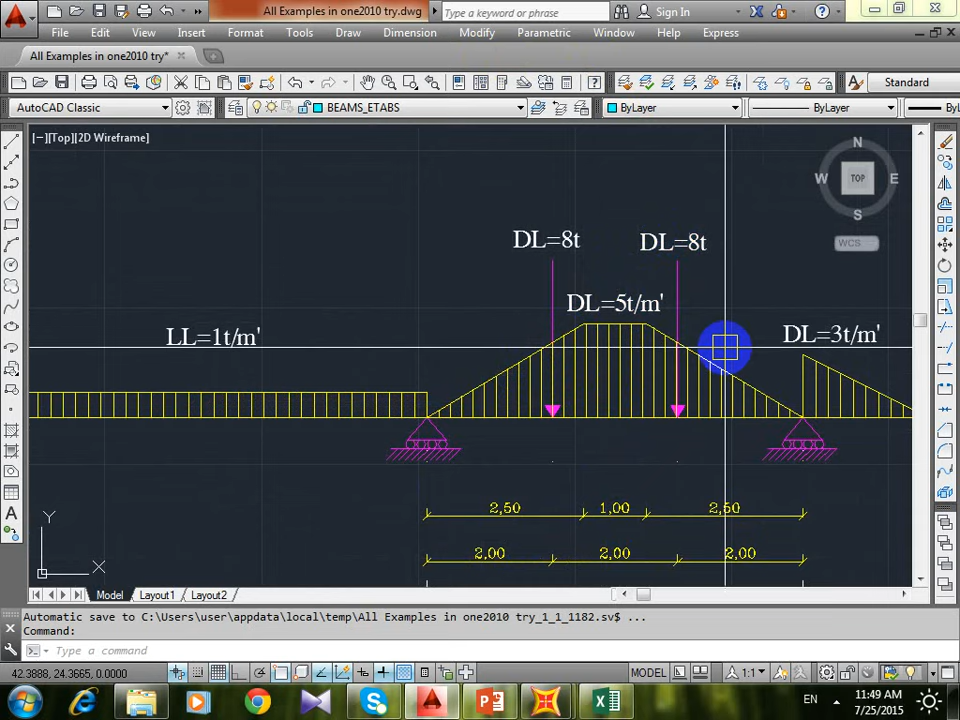 All Examples in one2010 try.dwg
Type a keyword or phrase
Sign In
File Edit View Insert Format Tools Draw Dimension Modify Parametric Window Help Express
All Examples in one2010 try*
Standard
AutoCAD Classic
BEAMS_ETABS
ByLayer
ByLayer
[−][Top][2D Wireframe]
N
W TOP E
S
WCS
DL=8t DL=8t
DL=5t/m'
LL=1t/m' DL=3t/m'
2,50 1,00 2,50
2,00 2,00 2,00
Y
X
Model Layout1 Layout2
Automatic save to C:\Users\user\appdata\local\temp\All Examples in one2010 try_1_1_1182.sv$ ...
Command:
Type a command
42.3888, 24.3665, 0.0000
MODEL
1:1
EN
11:49 AM
7/25/2015